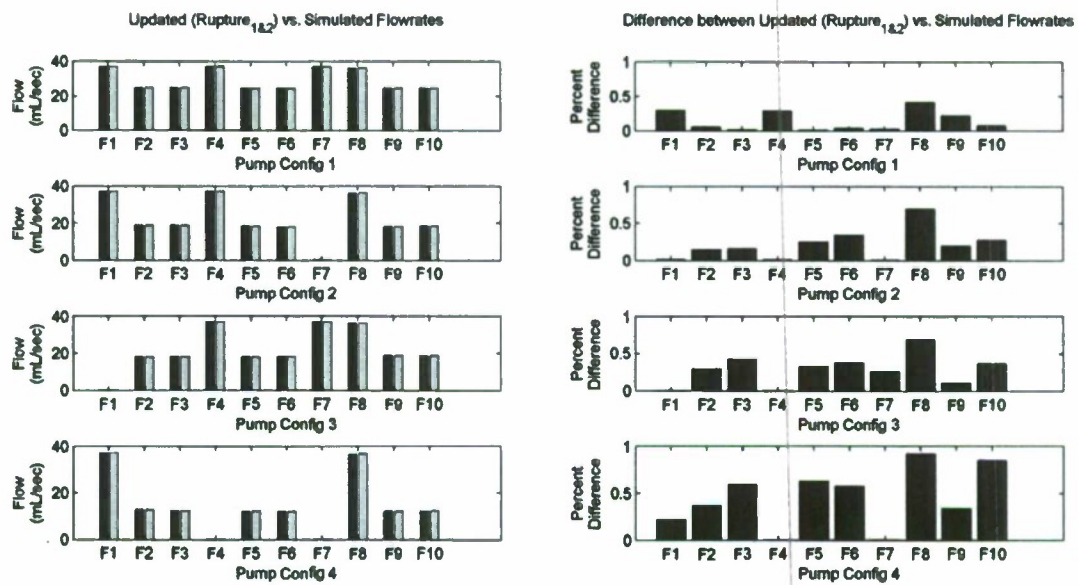 Updated (Rupture1&2) vs. Simulated Flowrates
40
20
0
Flow
(mL/sec)
F1 F2 F3 F4 F5 F6 F7 F8 F9 F10
Pump Config 1
40
20
0
Flow
(mL/sec)
F1 F2 F3 F4 F5 F6 F7 F8 F9 F10
Pump Config 2
40
20
0
Flow
(mL/sec)
F1 F2 F3 F4 F5 F6 F7 F8 F9 F10
Pump Config 3
40
20
0
Flow
(mL/sec)
F1 F2 F3 F4 F5 F6 F7 F8 F9 F10
Pump Config 4
Difference between Updated (Rupture1&2) vs. Simulated Flowrates
1
0.5
0
Percent
Difference
F1 F2 F3 F4 F5 F6 F7 F8 F9 F10
Pump Config 1
1
0.5
0
Percent
Difference
F1 F2 F3 F4 F5 F6 F7 F8 F9 F10
Pump Config 2
1
0.5
0
Percent
Difference
F1 F2 F3 F4 F5 F6 F7 F8 F9 F10
Pump Config 3
1
0.5
0
Percent
Difference
F1 F2 F3 F4 F5 F6 F7 F8 F9 F10
Pump Config 4